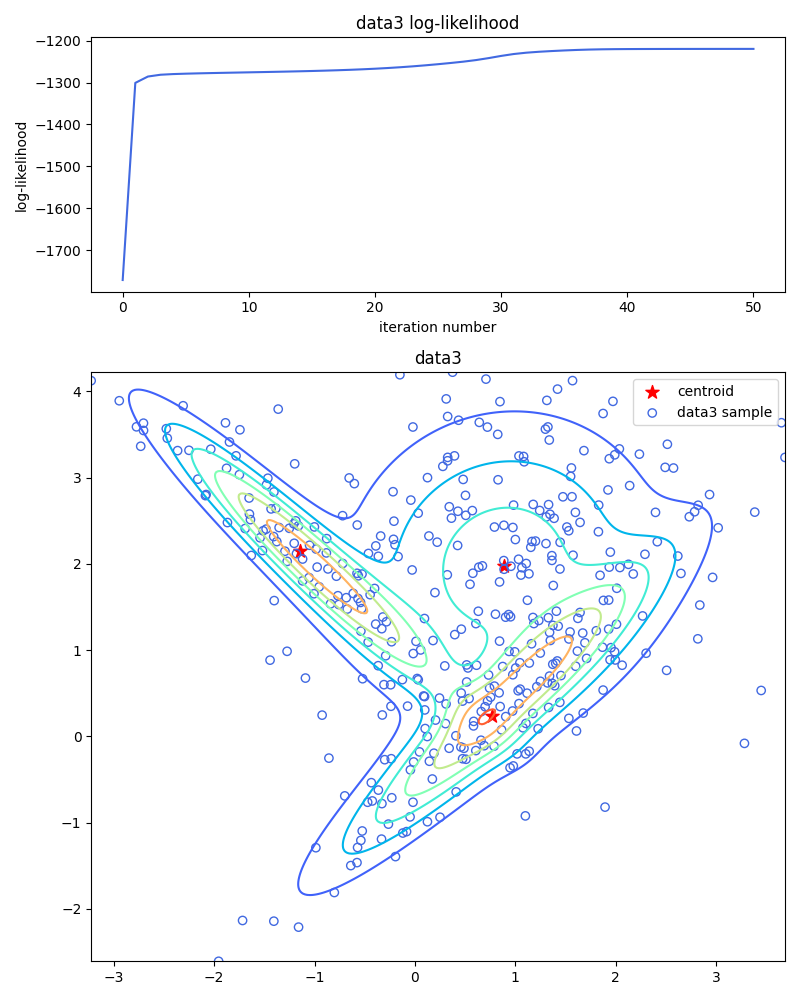 data3 log-likelihood
−1200
−1300
−1400
−1500
−1600
−1700
log-likelihood
0 10 20 30 40 50
iteration number
data3
centroid
data3 sample
4
3
2
1
0
−1
−2
−3 −2 −1 0 1 2 3